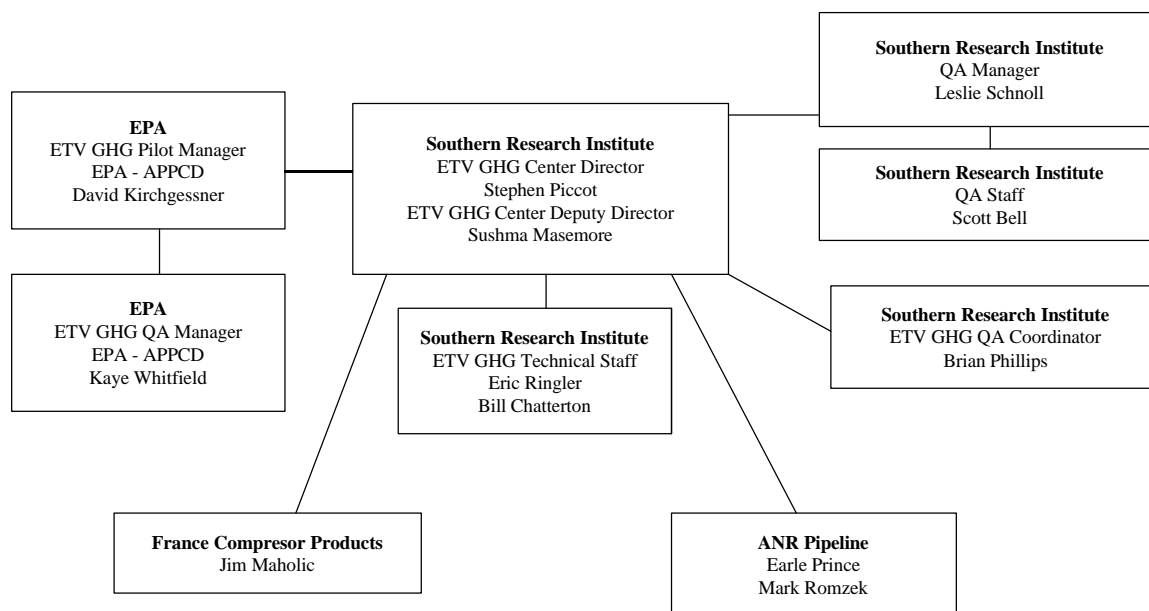 Southern Research Institute
QA Manager
Leslie Schnoll
EPA
ETV GHG Pilot Manager
EPA - APPCD
David Kirchgessner
Southern Research Institute
ETV GHG Center Director
Stephen Piccot
ETV GHG Center Deputy Director
Sushma Masemore
Southern Research Institute
QA Staff
Scott Bell
EPA
ETV GHG QA Manager
EPA - APPCD
Kaye Whitfield
Southern Research Institute
ETV GHG Technical Staff
Eric Ringler
Bill Chatterton
Southern Research Institute
ETV GHG QA Coordinator
Brian Phillips
France Compresor Products
Jim Maholic
ANR Pipeline
Earle Prince
Mark Romzek